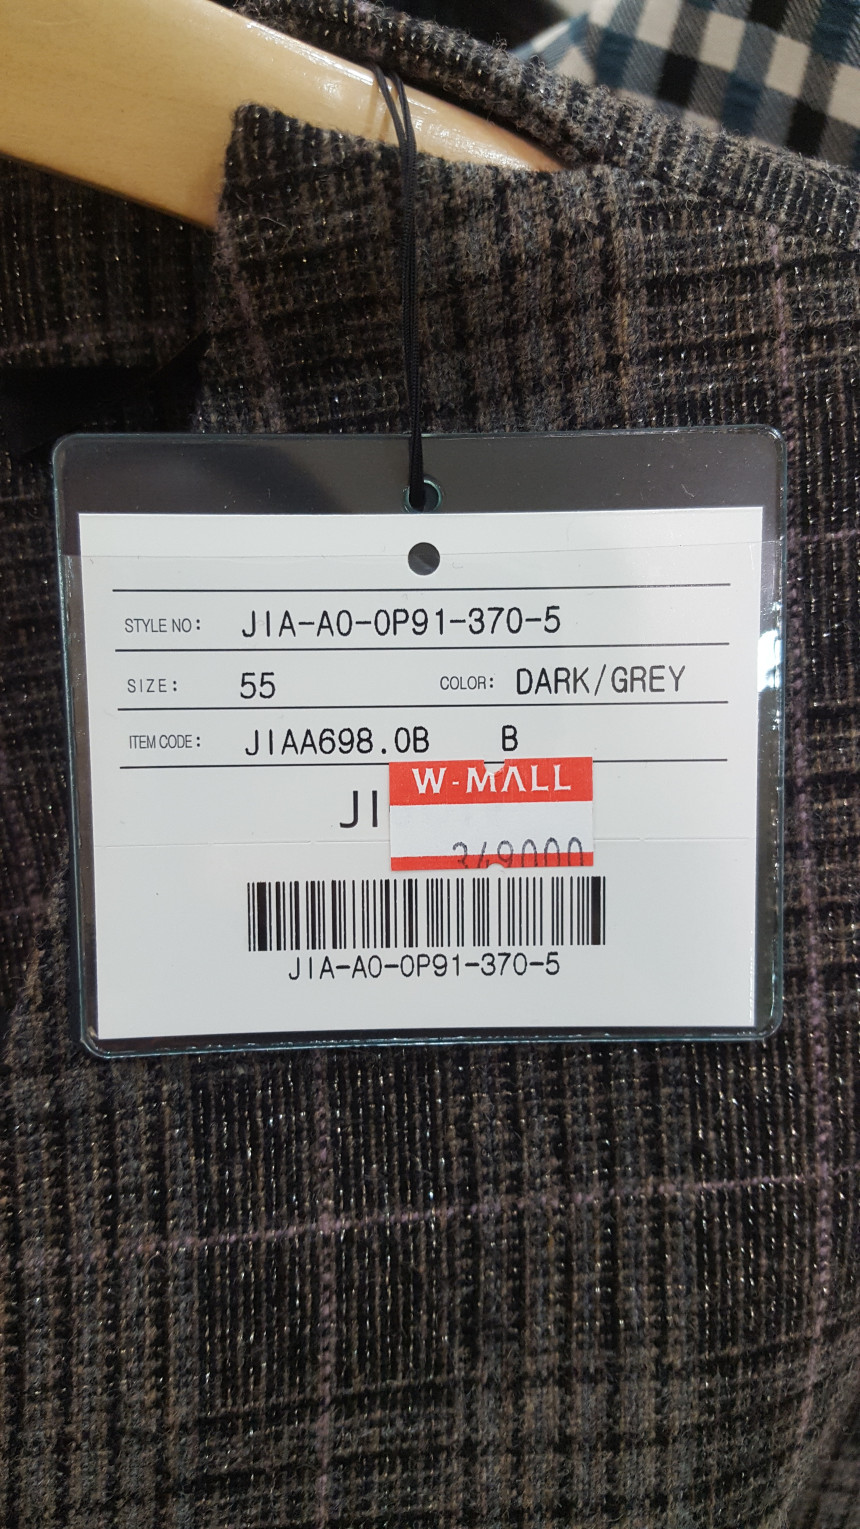 STYLE NO: JIA-A0-0P91-370-5
SIZE: 55 COLOR: DARK/GREY
ITEM CODE: JIAA698.0B B
W-MALL
JI
349000
JIA-A0-0P91-370-5